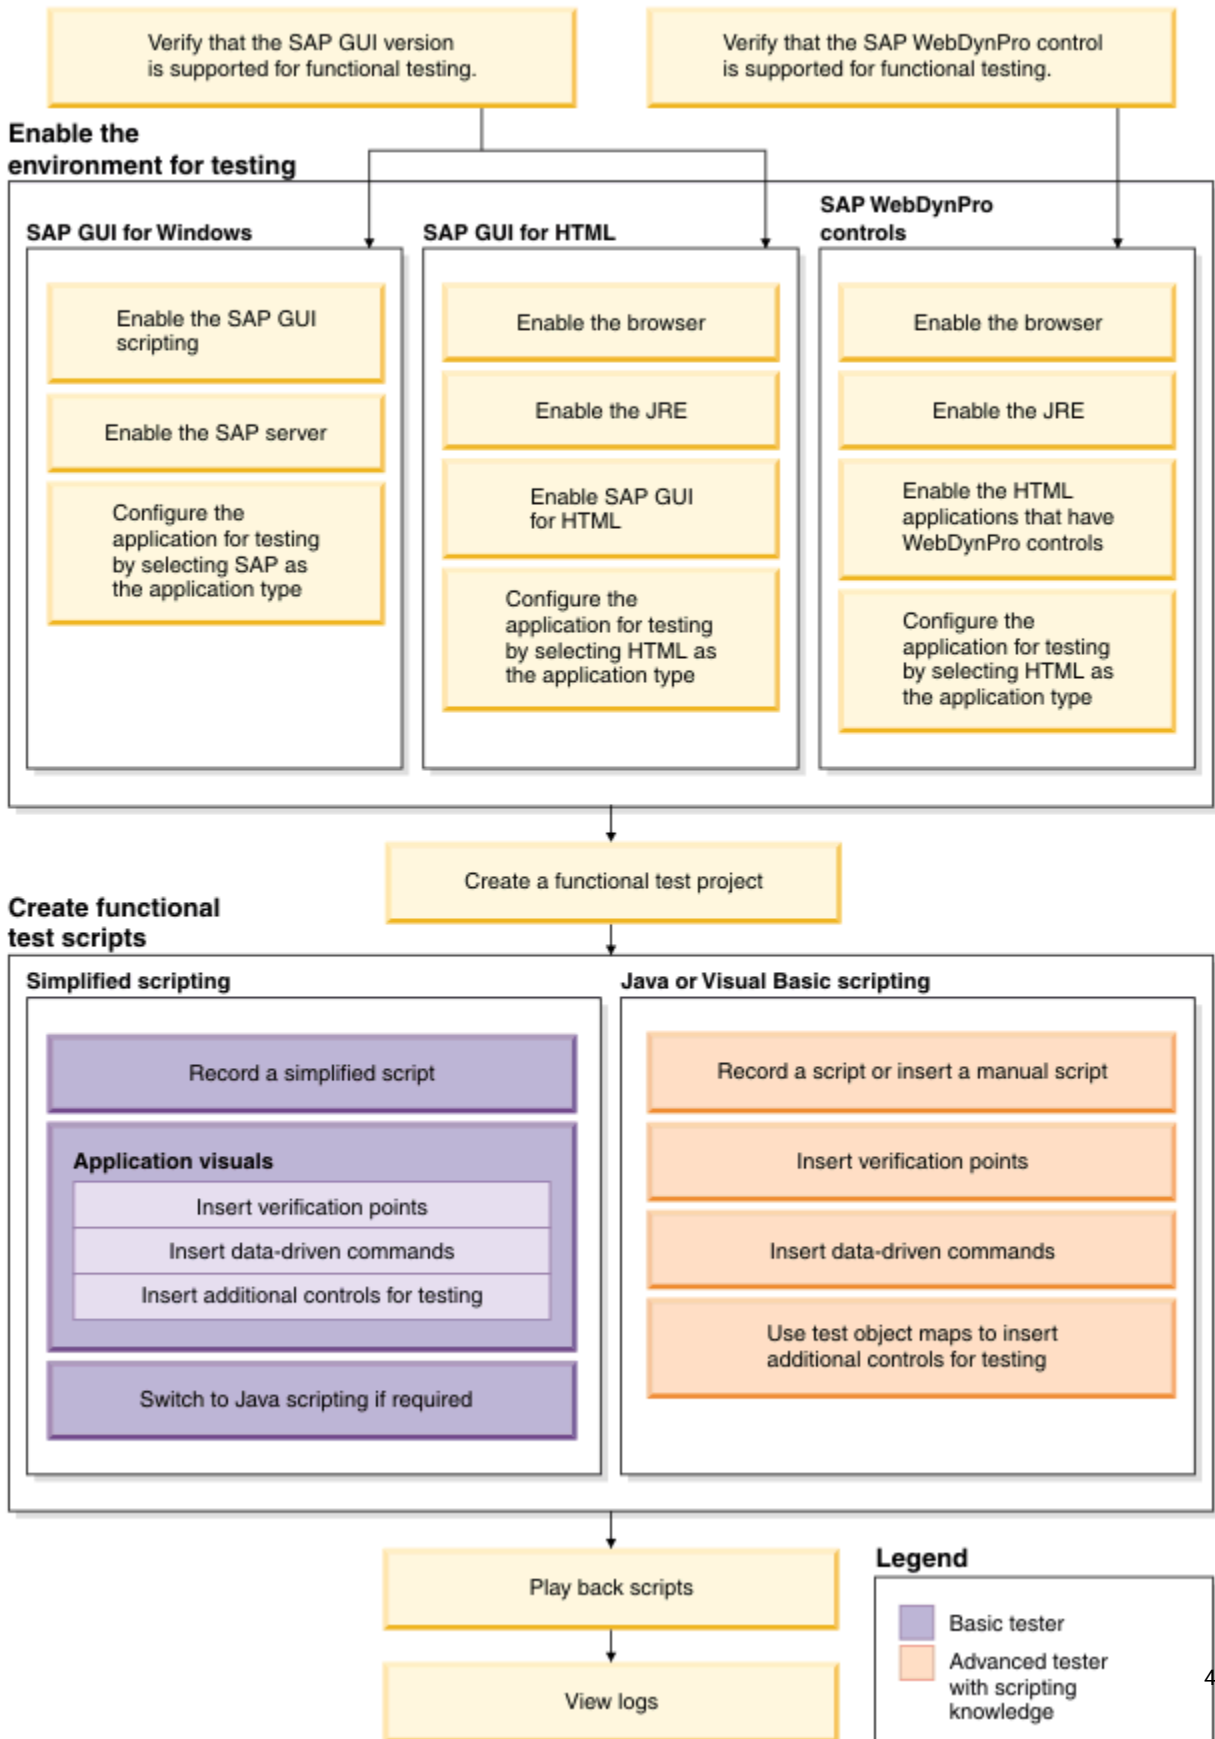 Verify that the SAP GUI version
is supported for functional testing.
Verify that the SAP WebDynPro control
is supported for functional testing.
Enable the
environment for testing
SAP GUI for Windows
Enable the SAP GUI
scripting
Enable the SAP server
Configure the
application for testing
by selecting SAP as
the application type
SAP GUI for HTML
Enable the browser
Enable the JRE
Enable SAP GUI
for HTML
Configure the
application for testing
by selecting HTML as
the application type
SAP WebDynPro
controls
Enable the browser
Enable the JRE
Enable the HTML
applications that have
WebDynPro controls
Configure the
application for testing
by selecting HTML as
the application type
Create a functional test project
Create functional
test scripts
Simplified scripting
Record a simplified script
Application visuals
Insert verification points
Insert data-driven commands
Insert additional controls for testing
Switch to Java scripting if required
Java or Visual Basic scripting
Record a script or insert a manual script
Insert verification points
Insert data-driven commands
Use test object maps to insert
additional controls for testing
Play back scripts
View logs
Legend
Basic tester
Advanced tester
with scripting
knowledge
4